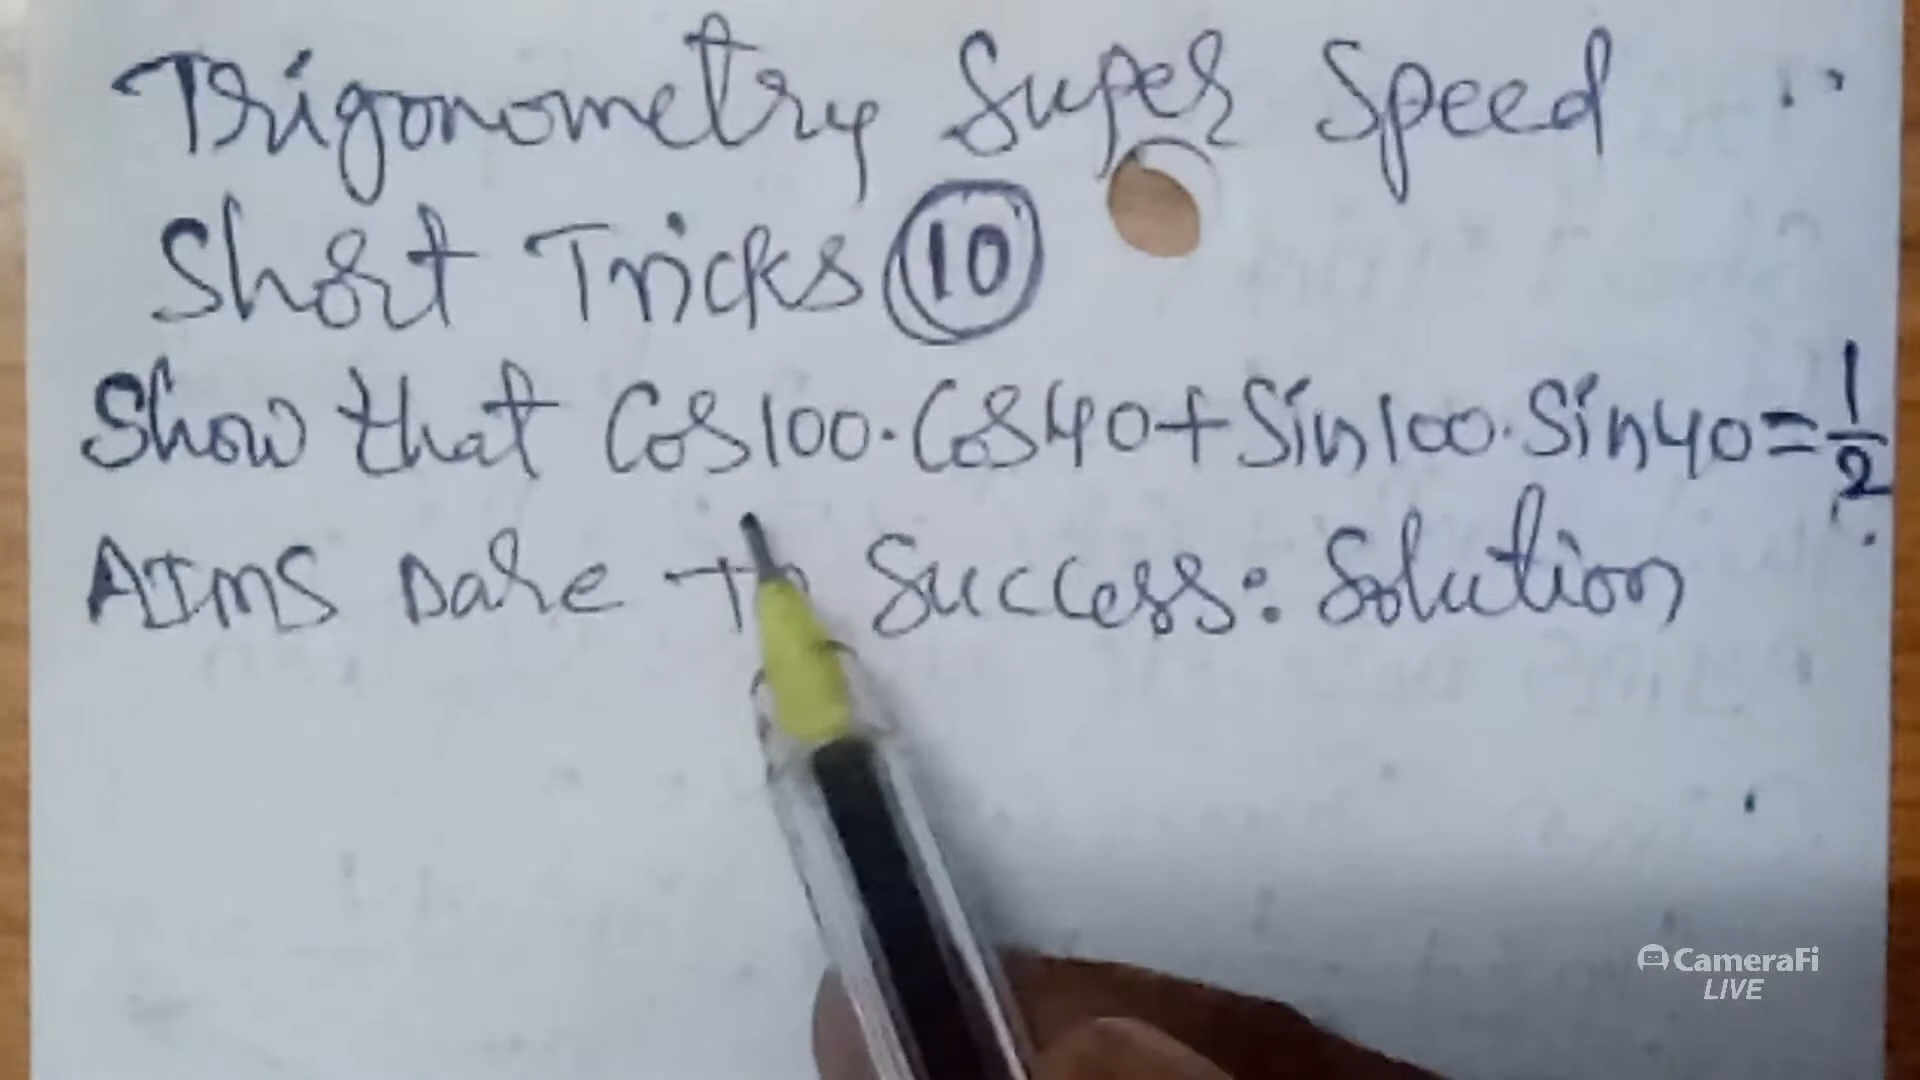 Trigonometry Super Speed
Short Tricks 10
Show that Cos100.Cos40+Sin100.Sin40=1/2
AIMS Dare to Success: Solution
CameraFi
LIVE